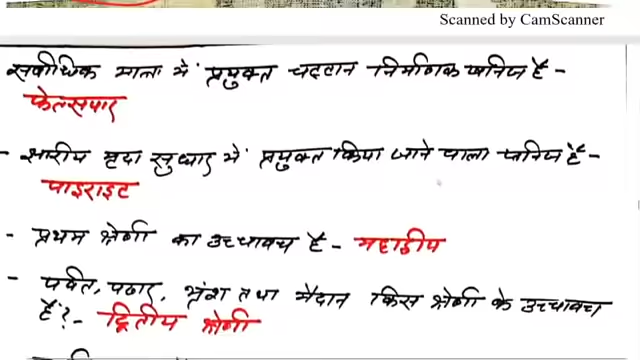 Scanned by CamScanner
सर्वाधिक मात्रा में प्रयुक्त चट्टान निर्माणक खनिज है -
फेल्सपार
- क्षारीय मृदा सुधार में प्रयुक्त किया जाने वाला खनिज है -
पाइराइट
- प्रथम श्रेणी का उच्चावच है - महाद्वीप
- पर्वत, पठार, भ्रंश तथा मैदान किस श्रेणी के उच्चावच
हैं? - द्वितीय श्रेणी